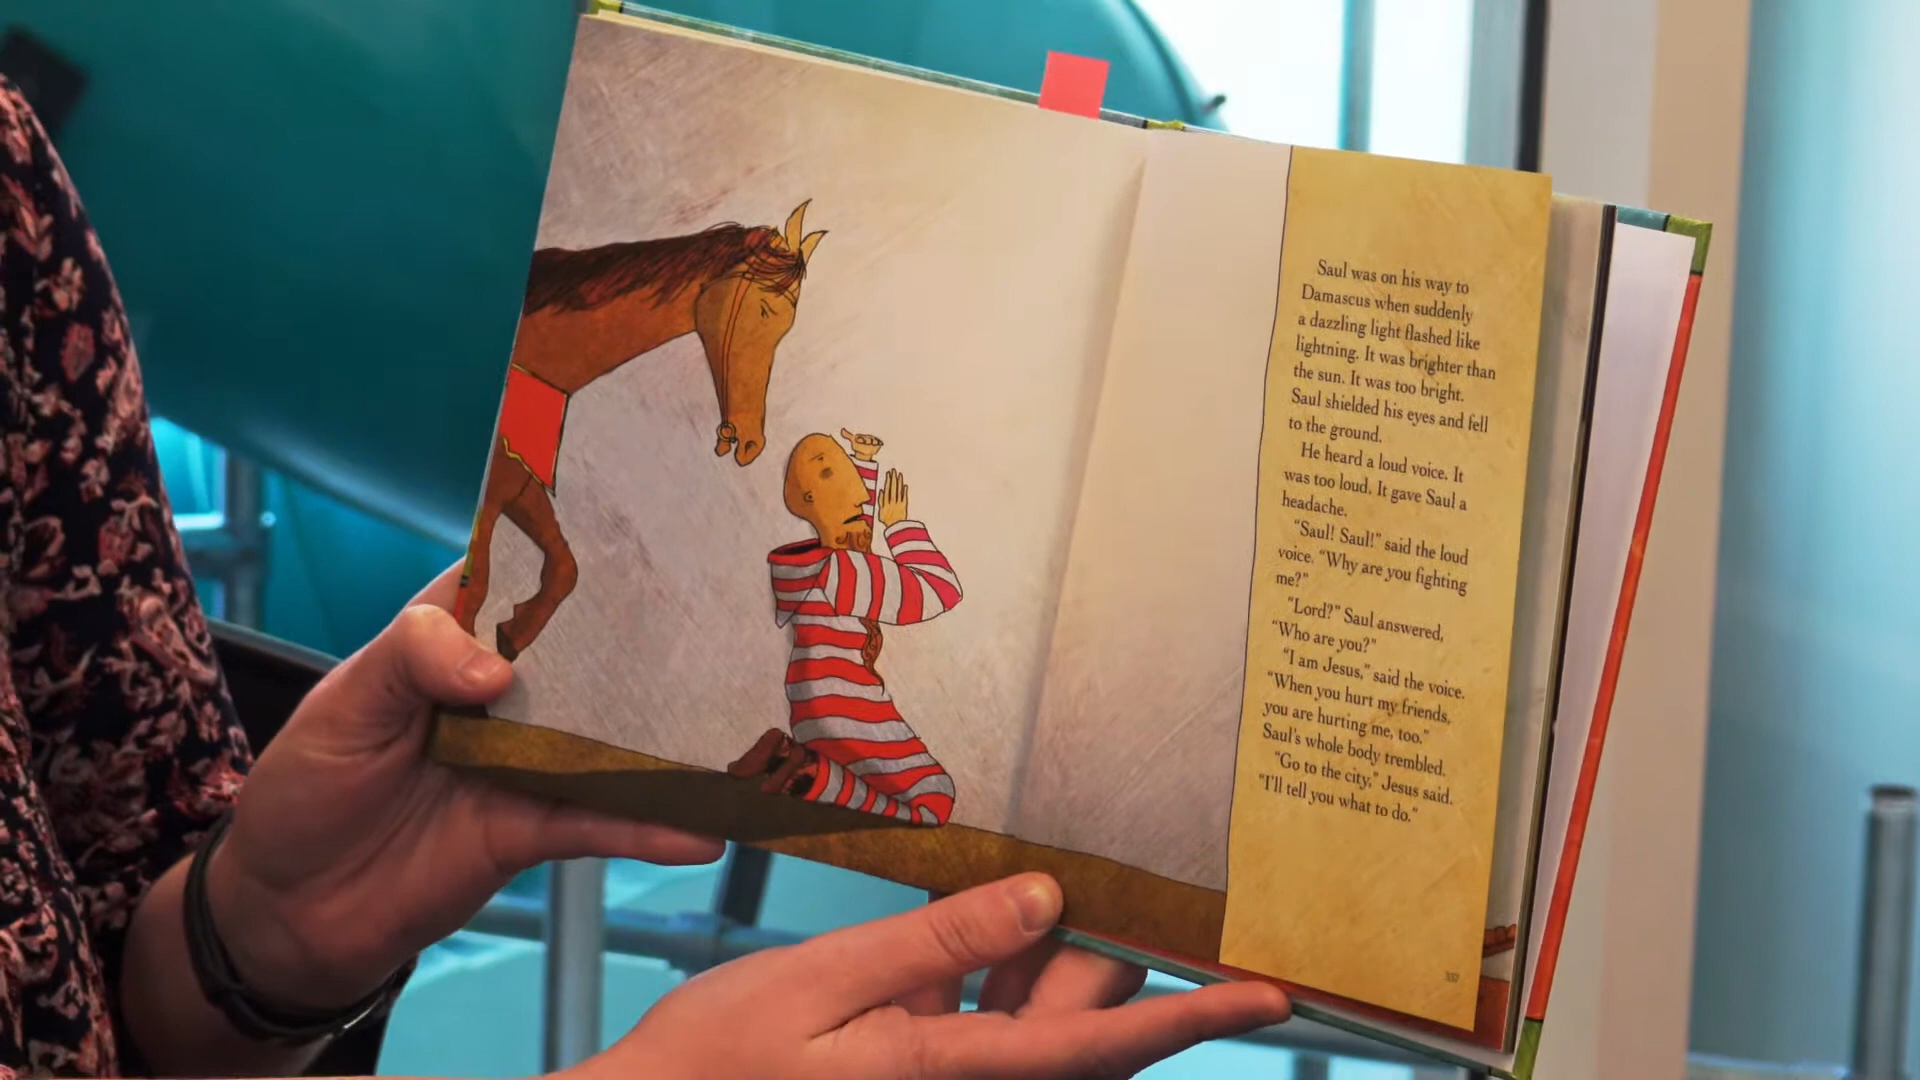 Saul was on his way to
Damascus when suddenly
a dazzling light flashed like
lightning. It was brighter than
the sun. It was too bright.
Saul shielded his eyes and fell
to the ground.
He heard a loud voice. It
was too loud. It gave Saul a
headache.
“Saul! Saul!” said the loud
voice. “Why are you fighting
me?”
“Lord?” Saul answered,
“Who are you?”
“I am Jesus,” said the voice.
“When you hurt my friends,
you are hurting me, too.”
Saul’s whole body trembled.
“Go to the city,” Jesus said.
“I’ll tell you what to do.”